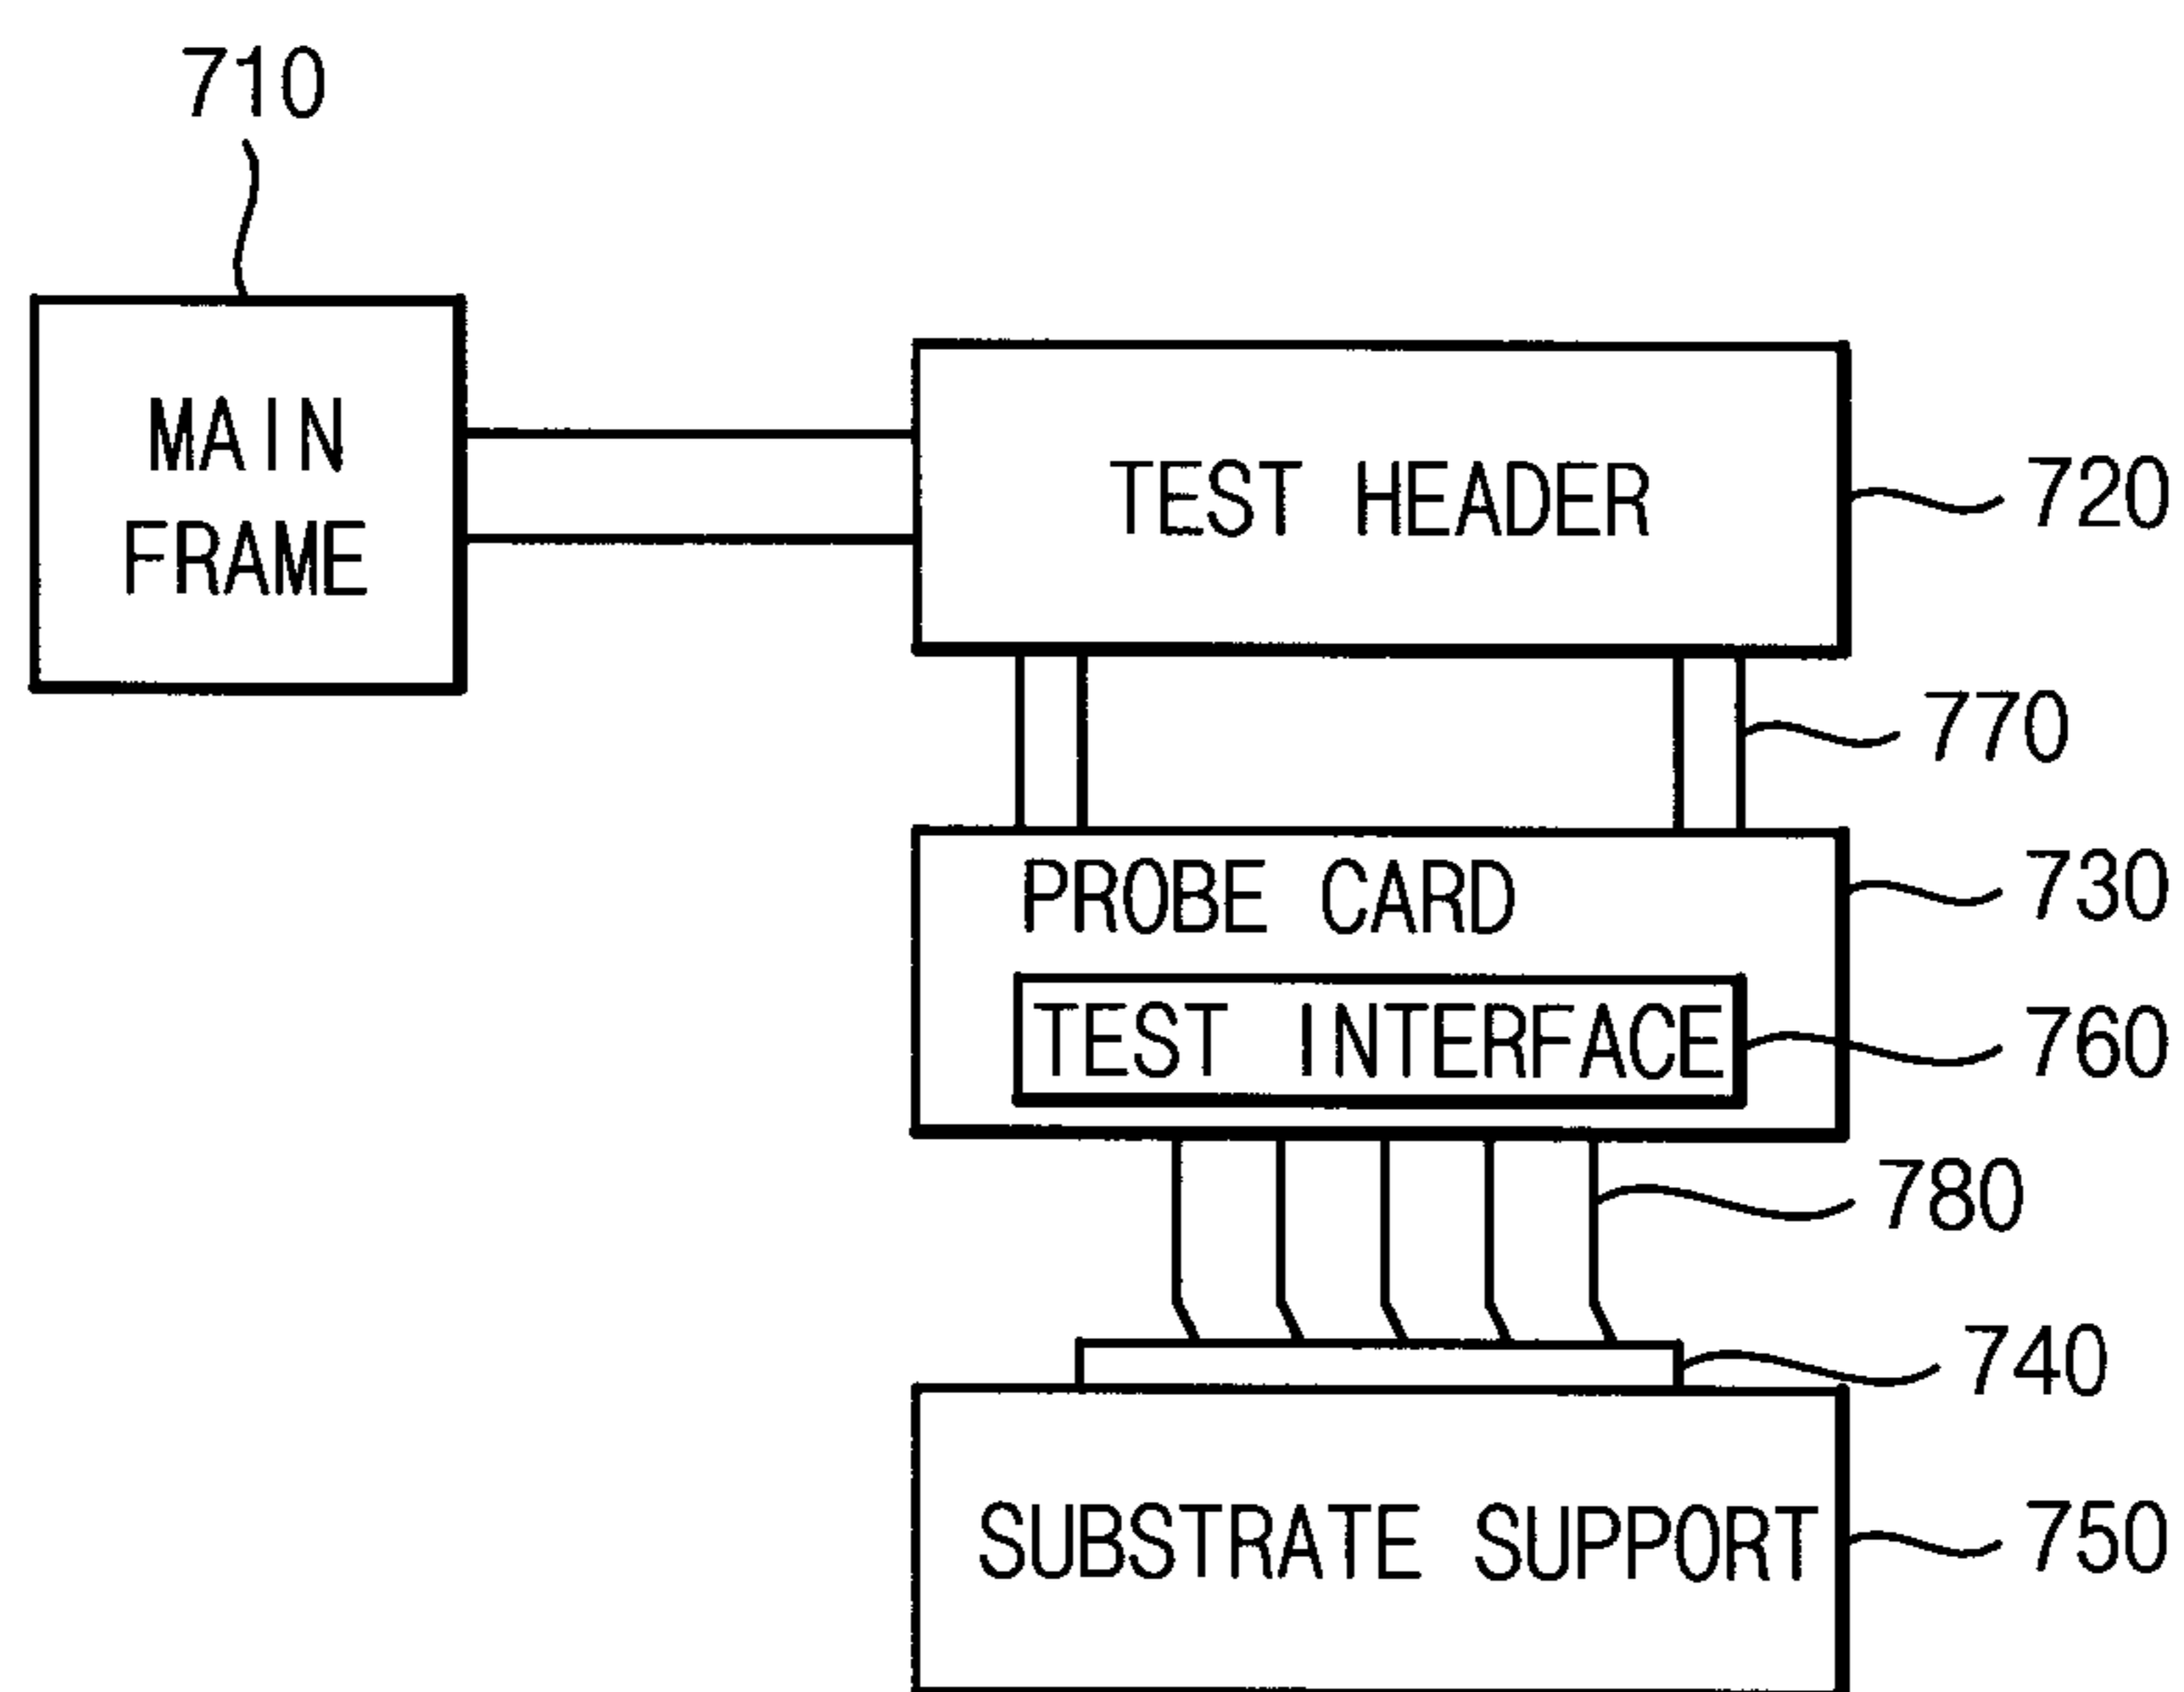 710
MAIN
FRAME
TEST HEADER
720
770
PROBE CARD
730
TEST INTERFACE
760
780
740
SUBSTRATE SUPPORT
750